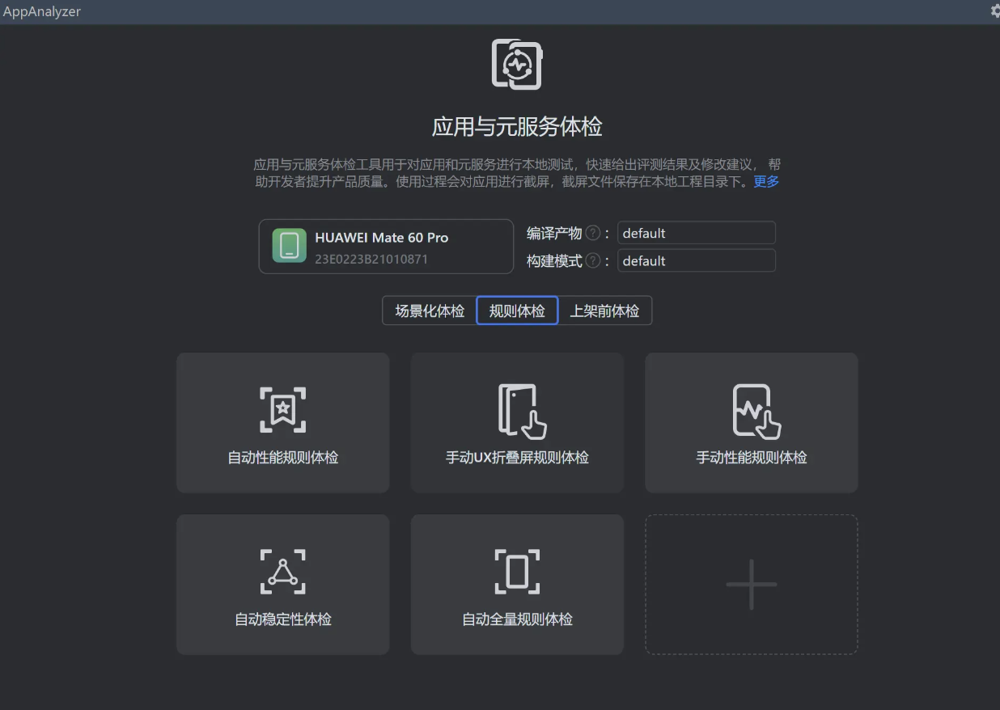 AppAnalyzer
应用与元服务体检
应用与元服务体检工具用于对应用和元服务进行本地测试，快速给出评测结果及修改建议， 帮
助开发者提升产品质量。使用过程会对应用进行截屏，截屏文件保存在本地工程目录下。更多
HUAWEI Mate 60 Pro
23E0223B21010871
编译产物 ? : default
构建模式 ? : default
场景化体检 规则体检 上架前体检
自动性能规则体检 手动UX折叠屏规则体检 手动性能规则体检
自动稳定性体检 自动全量规则体检